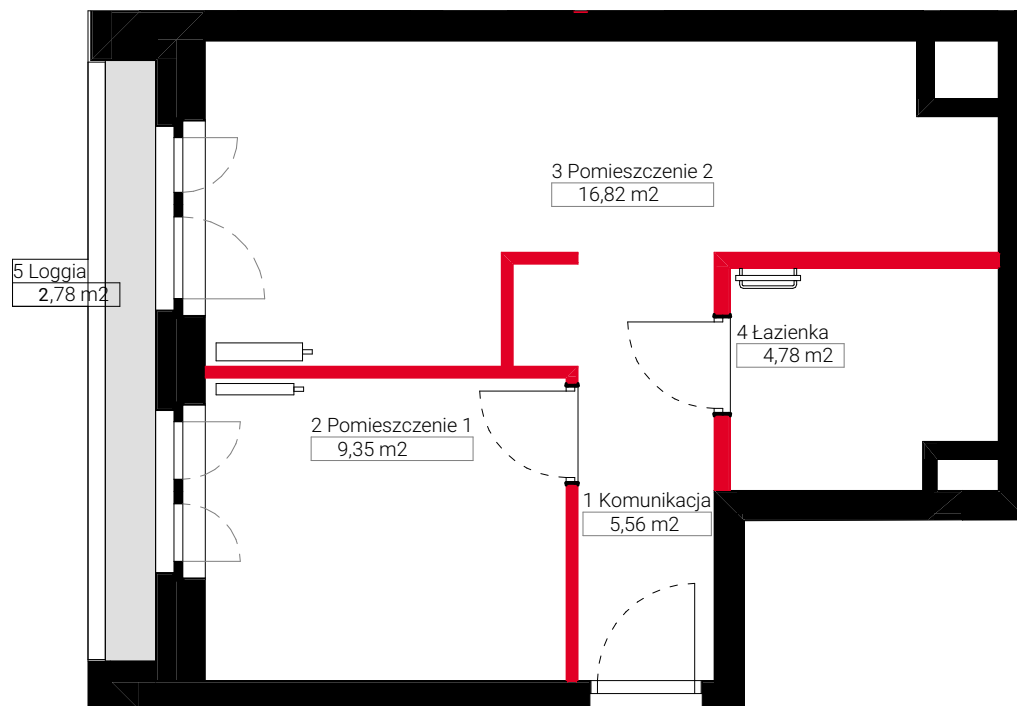 3 Pomieszczenie 2
16,82 m2
5 Loggia
2,78 m2
4 Łazienka
4,78 m2
2 Pomieszczenie 1
9,35 m2
1 Komunikacja
5,56 m2